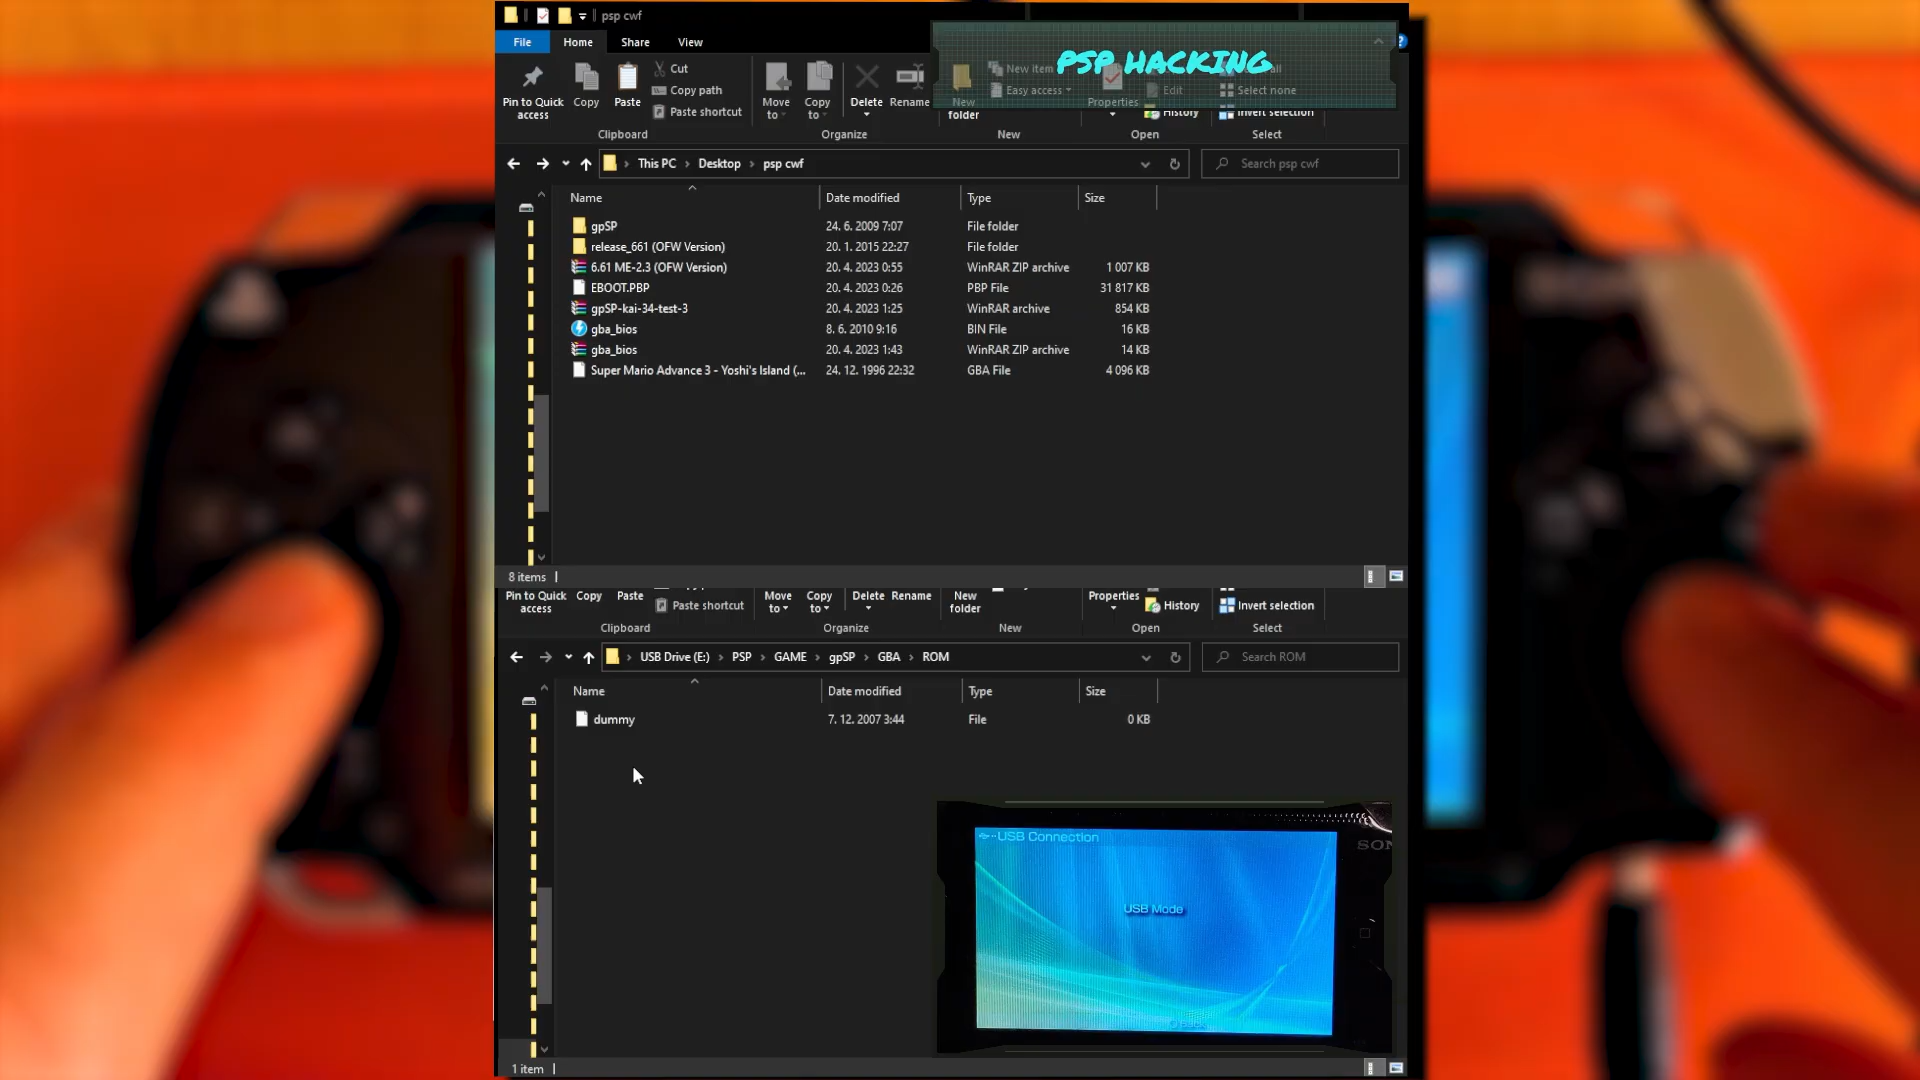 psp cwf
File Home Share View
PSP HACKING
Pin to Quick access
Copy
Paste
Cut
Copy path
Paste shortcut
Move to
Copy to
Delete
Rename
New folder
New item
Easy access
Properties
Edit
History
Select none
Invert selection
Clipboard Organize New Open Select
This PC Desktop psp cwf
Search psp cwf
Name Date modified Type Size
gpSP 24. 6. 2009 7:07 File folder
release_661 (OFW Version) 20. 1. 2015 22:27 File folder
6.61 ME-2.3 (OFW Version) 20. 4. 2023 0:55 WinRAR ZIP archive 1 007 KB
EBOOT.PBP 20. 4. 2023 0:26 PBP File 31 817 KB
gpSP-kai-34-test-3 20. 4. 2023 1:25 WinRAR archive 854 KB
gba_bios 8. 6. 2010 9:16 BIN File 16 KB
gba_bios 20. 4. 2023 1:43 WinRAR ZIP archive 14 KB
Super Mario Advance 3 - Yoshi's Island (... 24. 12. 1996 22:32 GBA File 4 096 KB
8 items
Pin to Quick access
Copy
Paste
Paste shortcut
Move to
Copy to
Delete
Rename
New folder
Properties
History
Invert selection
Clipboard Organize New Open Select
USB Drive (E:) PSP GAME gpSP GBA ROM
Search ROM
Name Date modified Type Size
dummy 7. 12. 2007 3:44 File 0 KB
USB Connection
SON
USB Mode
Back
1 item